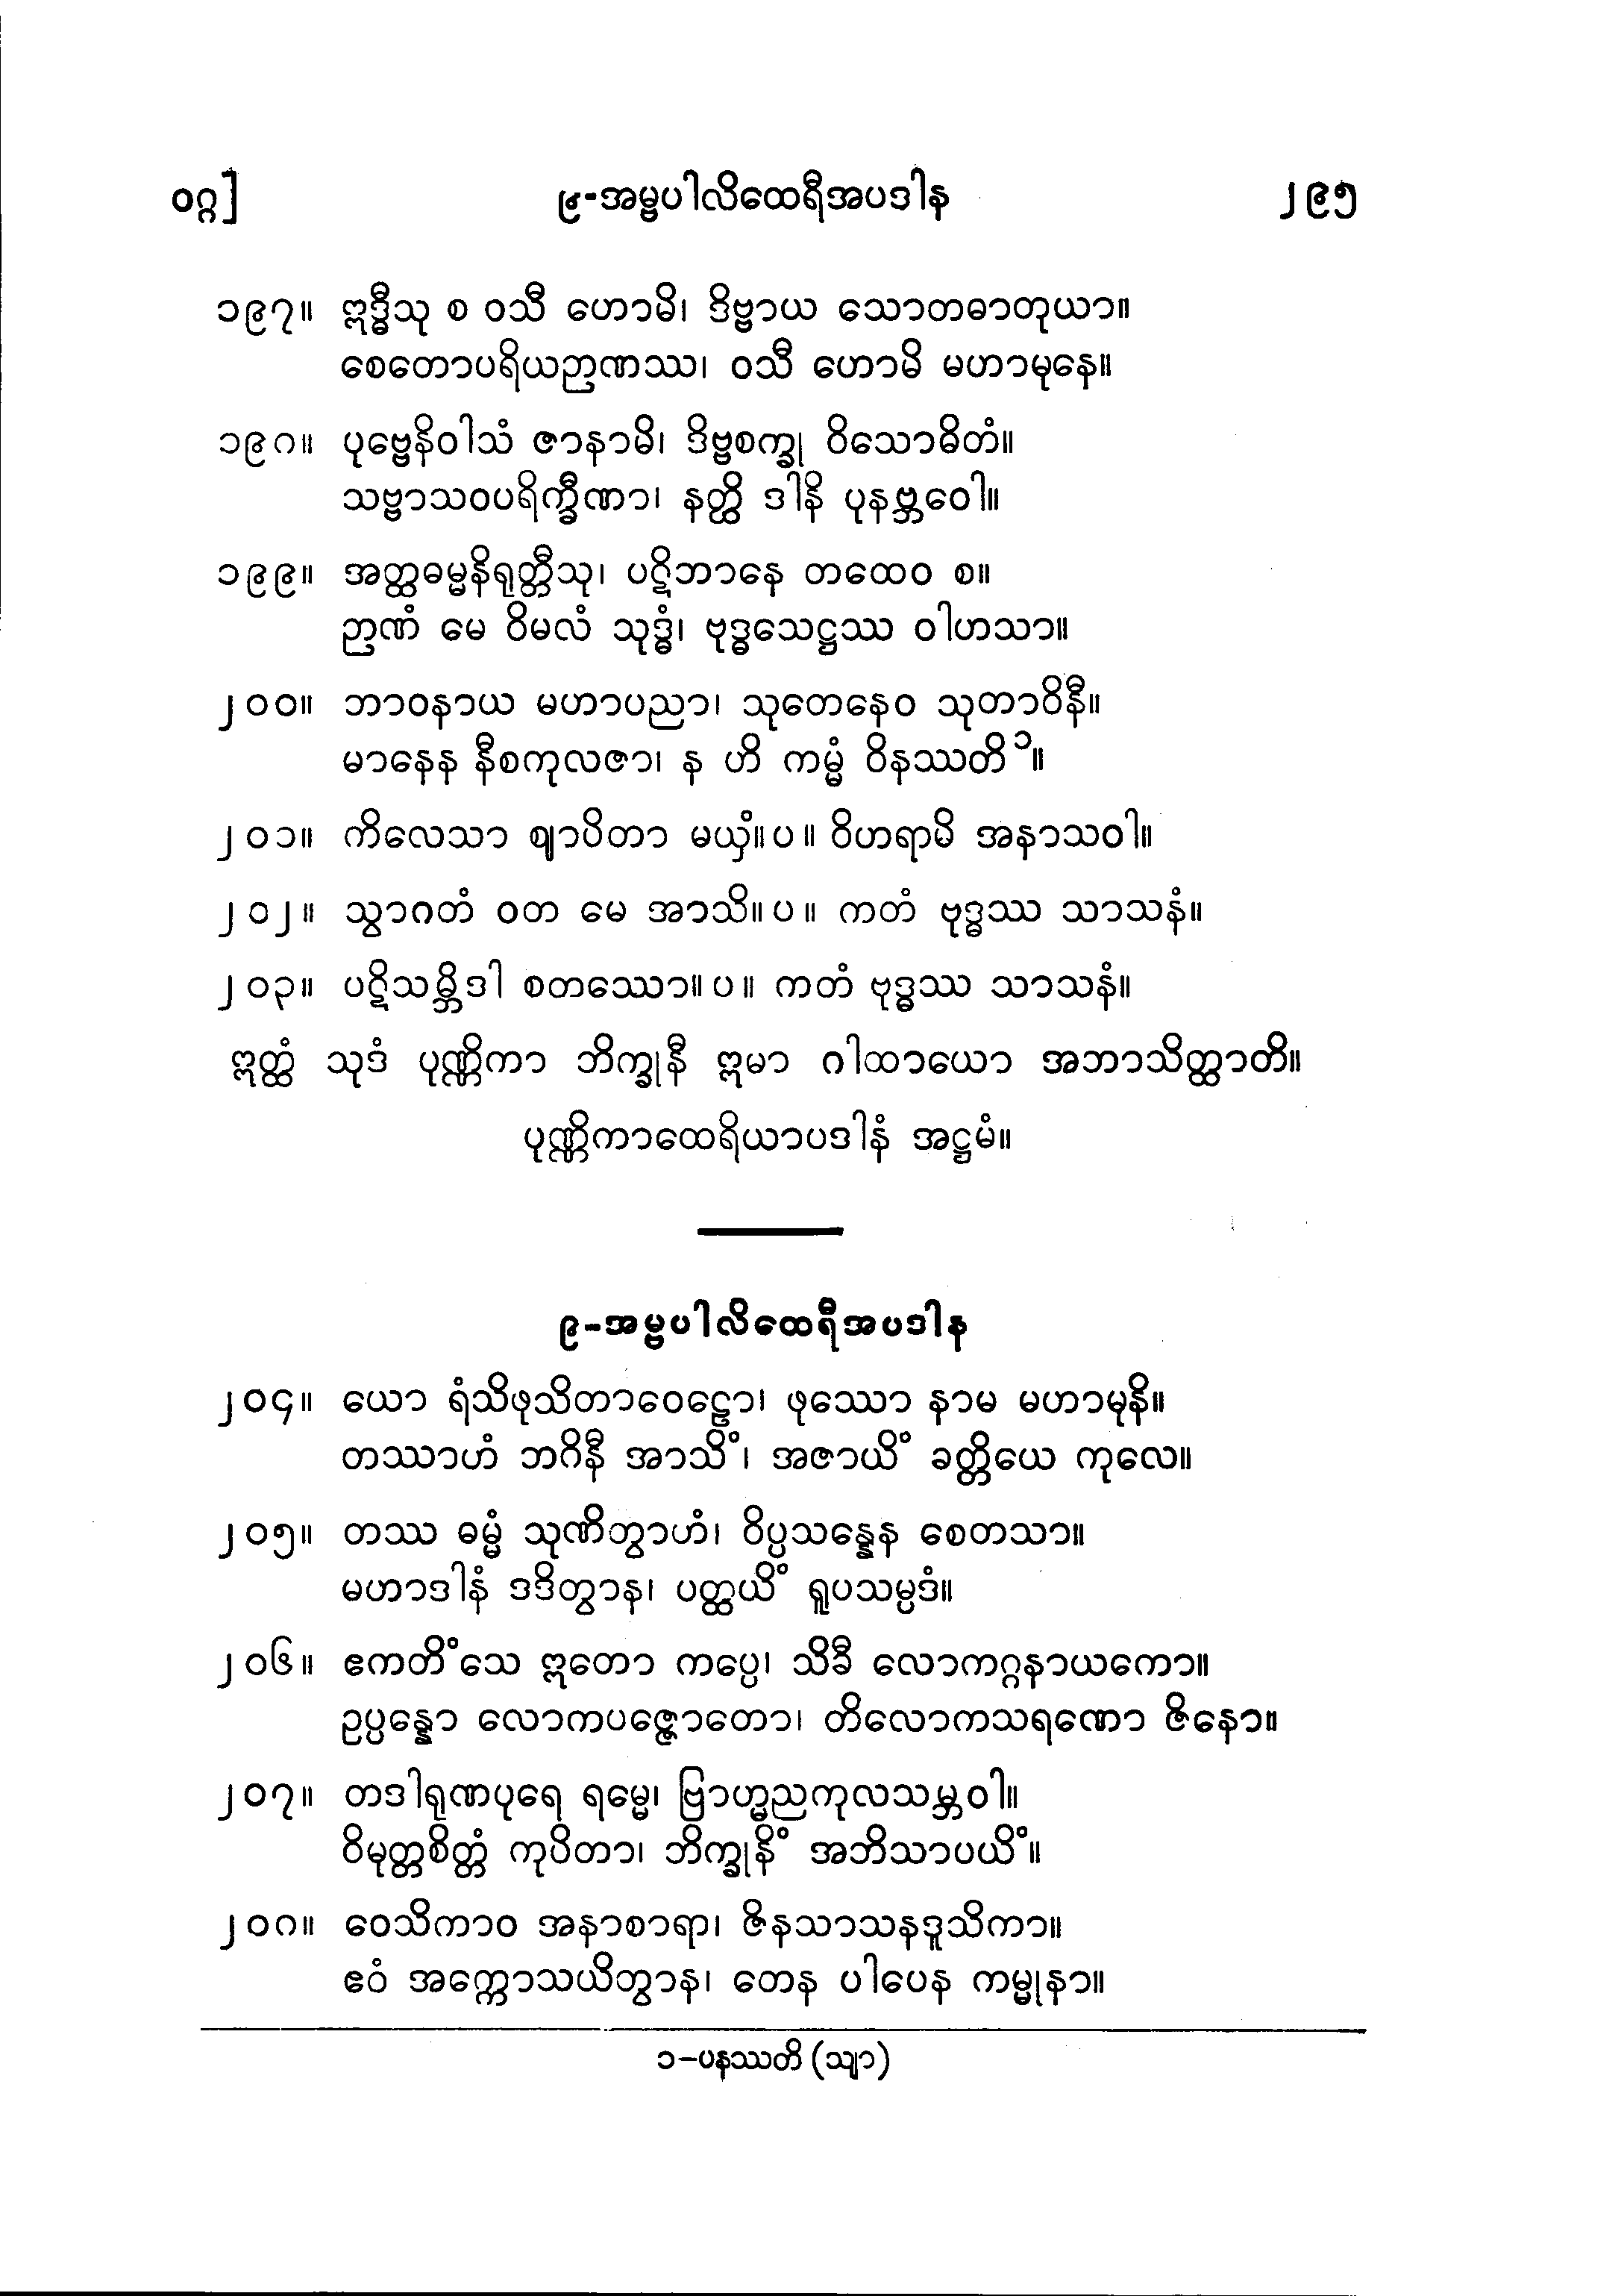 ၀ဂ္ဂ] ၉-အမ္ဗပါလိထေရီအပဒါန ၂၉၅
၁၉၇။ ဣဒ္ဓီသု စ ဝသီ ဟောမိ၊ ဒိဗ္ဗာယ သောတဓာတုယာ။
စေတောပရိယဉာဏဿ၊ ဝသီ ဟောမိ မဟာမုနေ။
၁၉၈။ ပုဗ္ဗေနိဝါသံ ဇာနာမိ၊ ဒိဗ္ဗစက္ခု ဝိသောဓိတံ။
သဗ္ဗာသဝပရိက္ခီဏာ၊ နတ္ထိ ဒါနိ ပုနဗ္ဘဝေါ။
၁၉၉။ အတ္ထဓမ္မနိရုတ္တီသု၊ ပဋိဘာနေ တထေဝ စ။
ဉာဏံ မေ ဝိမလံ သုဒ္ဓံ၊ ဗုဒ္ဓသေဋ္ဌဿ ဝါဟသာ။
၂၀၀။ ဘာဝနာယ မဟာပညာ၊ သုတေနေဝ သုတာဝိနီ။
မာနေန နီစကုလဇာ၊ န ဟိ ကမ္မံ ဝိနဿတိ ၁။
၂၀၁။ ကိလေသာ ဈာပိတာ မယှံ။ပ။ ဝိဟရာမိ အနာသဝါ။
၂၀၂။ သွာဂတံ ဝတ မေ အာသိ။ပ။ ကတံ ဗုဒ္ဓဿ သာသနံ။
၂၀၃။ ပဋိသမ္ဘိဒါ စတဿော။ပ။ ကတံ ဗုဒ္ဓဿ သာသနံ။
ဣတ္ထံ သုဒံ ပုဏ္ဏိကာ ဘိက္ခုနီ ဣမာ ဂါထာယော အဘာသိတ္ထာတိ။
ပုဏ္ဏိကာထေရိယာပဒါနံ အဋ္ဌမံ။
၉-အမ္ဗပါလိထေရီအပဒါန
၂၀၄။ ယော ရံသိဖုသိတာဝေဠော၊ ဖုဿော နာမ မဟာမုနိ။
တဿာဟံ ဘဂိနီ အာသိံ၊ အဇာယိံ ခတ္တိယေ ကုလေ။
၂၀၅။ တဿ ဓမ္မံ သုဏိတွာဟံ၊ ဝိပ္ပသန္နေန စေတသာ။
မဟာဒါနံ ဒဒိတွာန၊ ပတ္ထယိံ ရူပသမ္ပဒံ။
၂၀၆။ ဧကတိံသေ ဣတော ကပ္ပေ၊ သိခီ လောကဂ္ဂနာယကော။
ဥပ္ပန္နော လောကပဇ္ဇောတော၊ တိလောကသရဏော ဇိနော။
၂၀၇။ တဒါရုဏပုရေ ရမ္မေ၊ ဗြာဟ္မညကုလသမ္ဘဝါ။
ဝိမုတ္တစိတ္တံ ကုပိတာ၊ ဘိက္ခုနိံ အဘိသာပယိံ။
၂၀၈။ ဝေသိကာဝ အနာစာရာ၊ ဇိနသာသနဒူသိကာ။
ဧဝံ အက္ကောသယိတွာန၊ တေန ပါပေန ကမ္မုနာ။
၁-ပနဿတိ (သျာ)